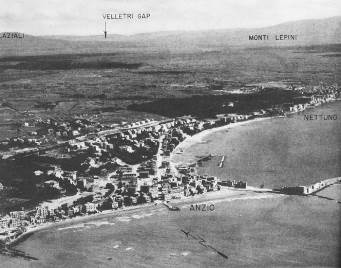 VELLETRI GAP
LAZIALI
MONTI LEPINI
NETTUNO
ANZIO